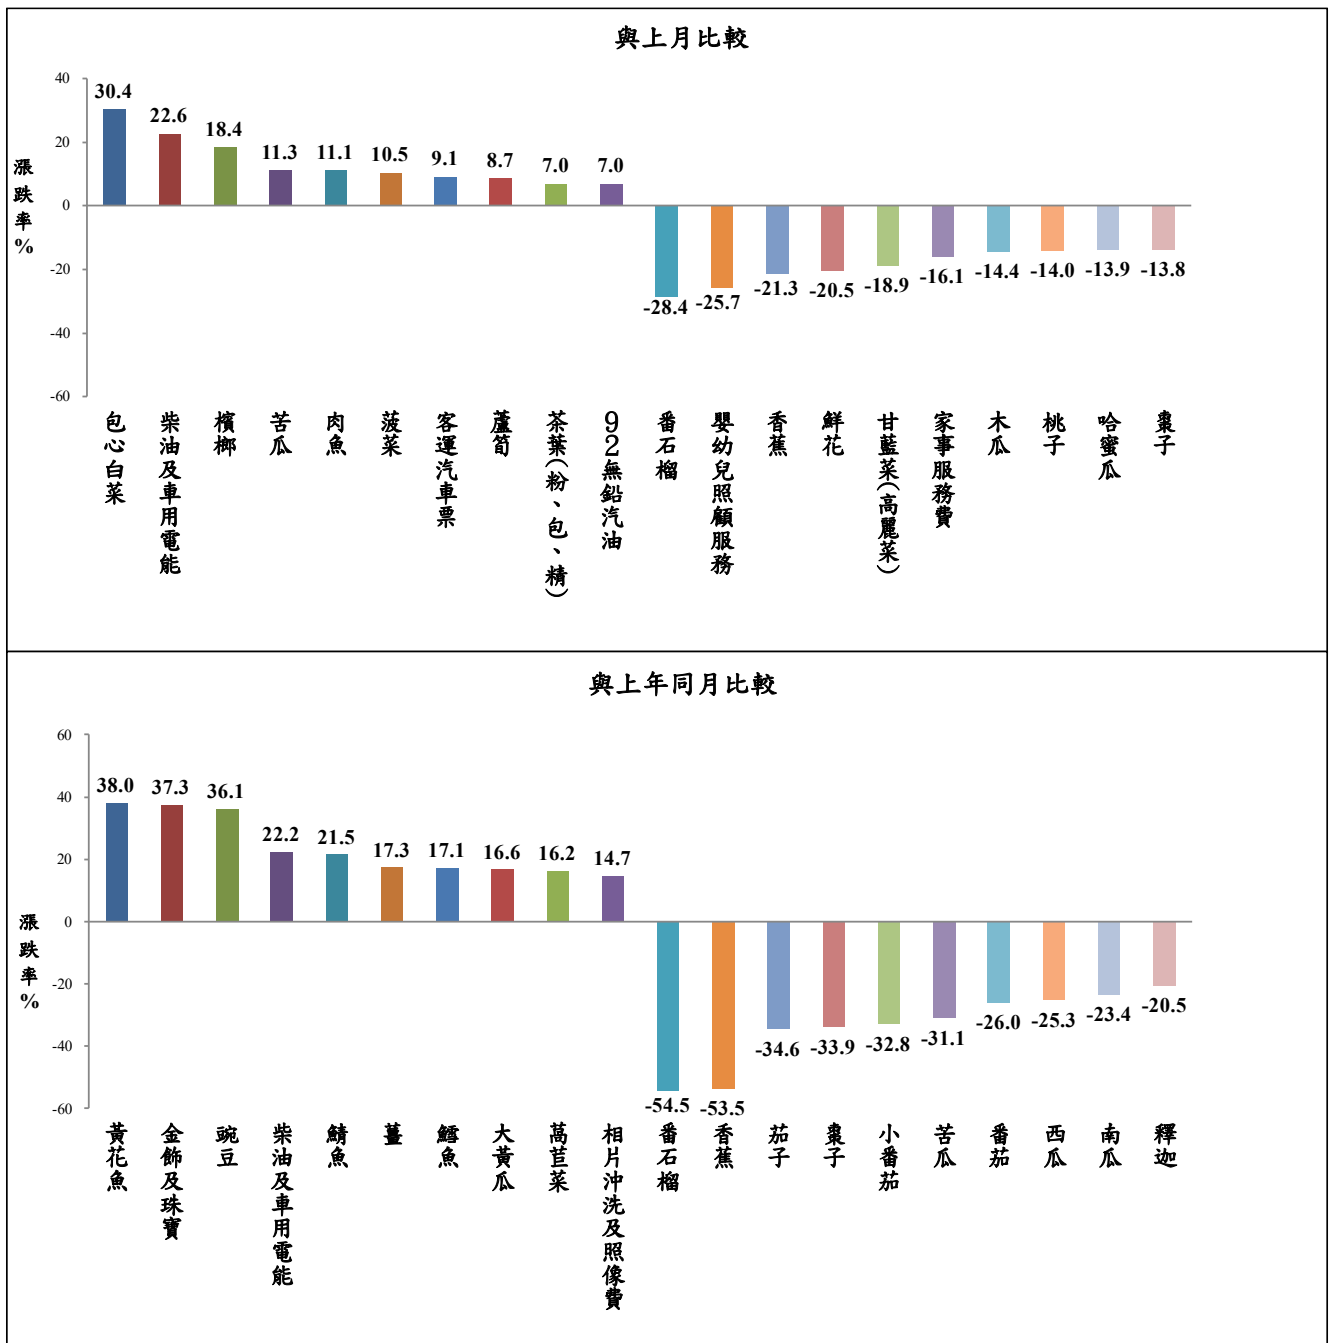 與上月比較
漲跌率%
40
20
0
-20
-40
-60
30.4
22.6
18.4
11.3
11.1
10.5
9.1
8.7
7.0
7.0
-28.4
-25.7
-21.3
-20.5
-18.9
-16.1
-14.4
-14.0
-13.9
-13.8
包心白菜
柴油及車用電能
檳榔
苦瓜
肉魚
菠菜
客運汽車票
蘆筍
茶葉(粉、包、精)
92無鉛汽油
番石榴
嬰幼兒照顧服務
香蕉
鮮花
甘藍菜(高麗菜)
家事服務費
木瓜
桃子
哈蜜瓜
棗子
與上年同月比較
漲跌率%
60
40
20
0
-20
-40
-60
38.0
37.3
36.1
22.2
21.5
17.3
17.1
16.6
16.2
14.7
-54.5
-53.5
-34.6
-33.9
-32.8
-31.1
-26.0
-25.3
-23.4
-20.5
黃花魚
金飾及珠寶
豌豆
柴油及車用電能
鯖魚
薑
鱈魚
大黃瓜
萵苣菜
相片沖洗及照像費
番石榴
香蕉
茄子
棗子
小番茄
苦瓜
番茄
西瓜
南瓜
釋迦